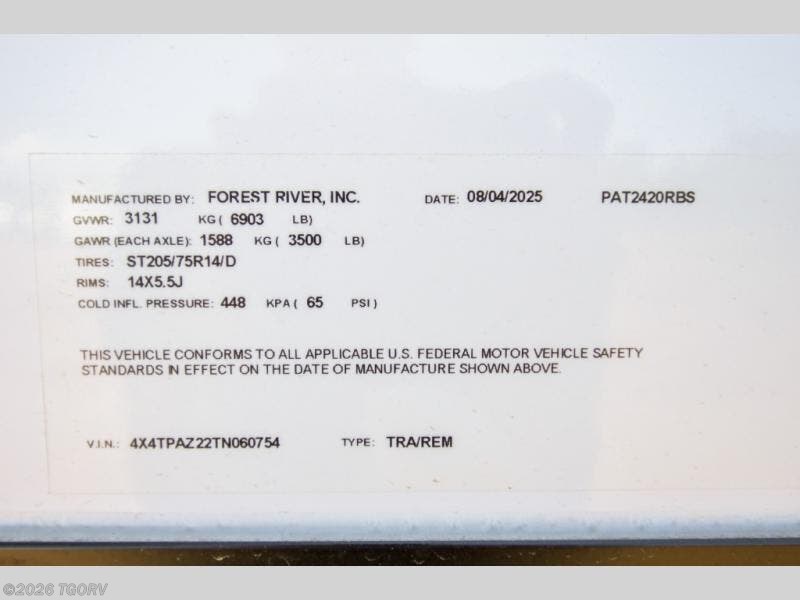 MANUFACTURED BY: FOREST RIVER, INC. DATE: 08/04/2025 PAT2420RBS
GVWR: 3131 KG ( 6903 LB)
GAWR (EACH AXLE): 1588 KG ( 3500 LB)
TIRES: ST205/75R14/D
RIMS: 14X5.5J
COLD INFL. PRESSURE: 448 KPA ( 65 PSI )
THIS VEHICLE CONFORMS TO ALL APPLICABLE U.S. FEDERAL MOTOR VEHICLE SAFETY
STANDARDS IN EFFECT ON THE DATE OF MANUFACTURE SHOWN ABOVE.
V.I.N.: 4X4TPAZ22TN060754 TYPE: TRA/REM
©2026 TGORV